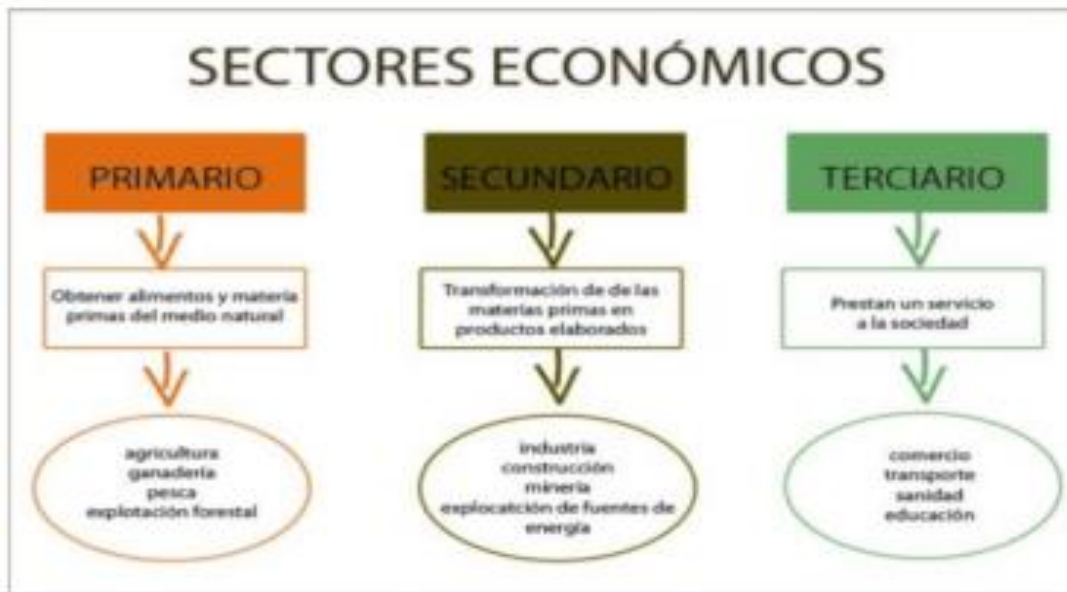 SECTORES ECONÓMICOS
PRIMARIO
Obtener alimentos y materia
primas del medio natural
agricultura
ganadería
pesca
explotación forestal
SECUNDARIO
Transformación de de las
materias primas en
productos elaborados
industria
construcción
minería
explocatción de fuentes de
energía
TERCIARIO
Prestan un servicio
a la sociedad
comercio
transporte
sanidad
educación